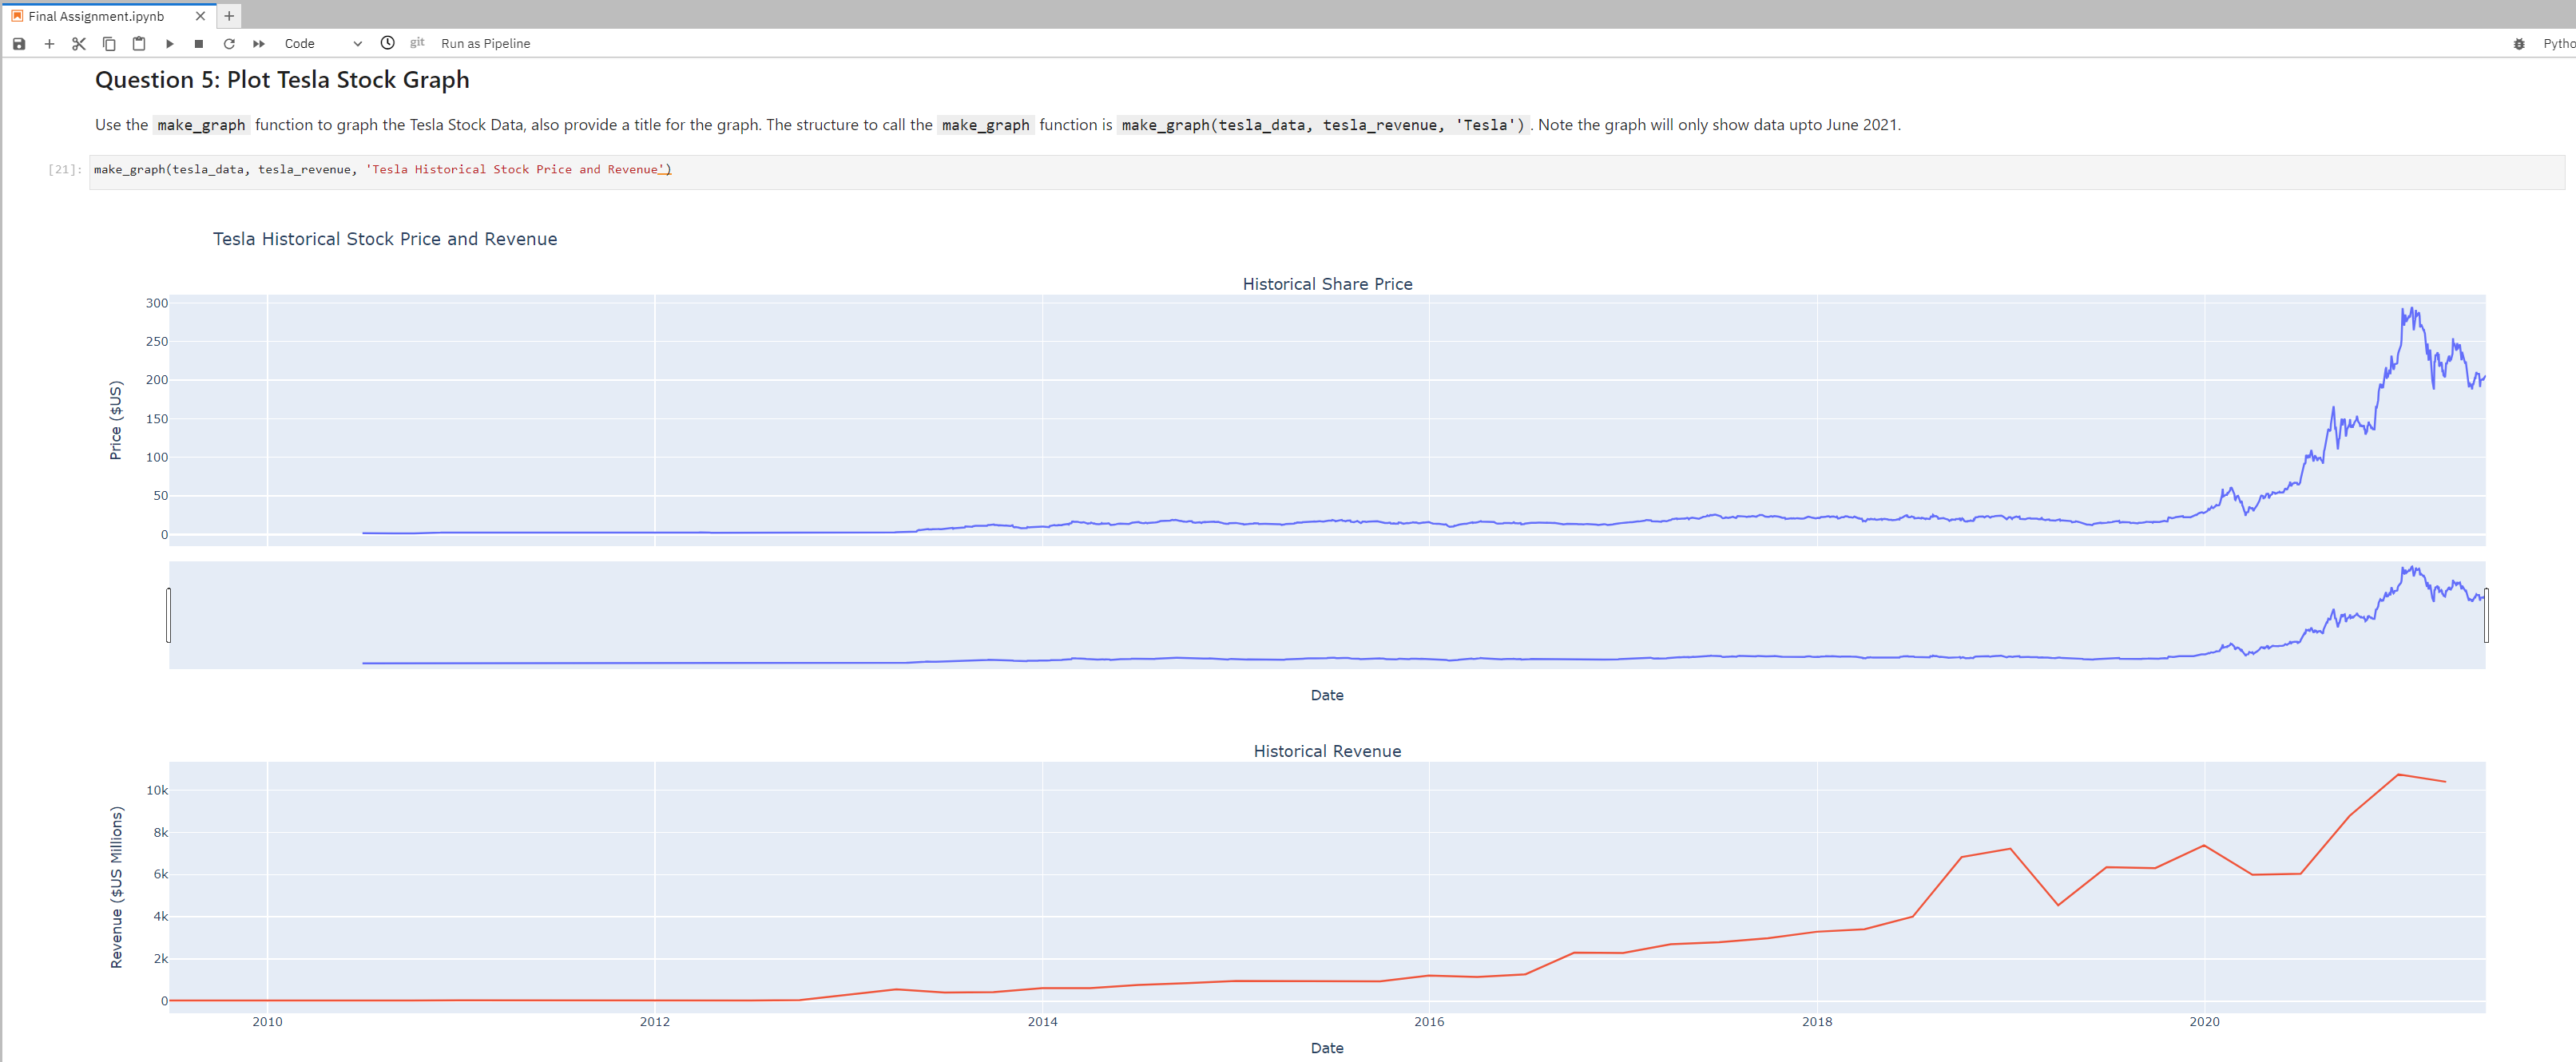 Final Assignment.ipynb
Code git Run as Pipeline Pytho
Question 5: Plot Tesla Stock Graph
Use the make_graph function to graph the Tesla Stock Data, also provide a title for the graph. The structure to call the make_graph function is make_graph(tesla_data, tesla_revenue, 'Tesla'). Note the graph will only show data upto June 2021.
[21]: make_graph(tesla_data, tesla_revenue, 'Tesla Historical Stock Price and Revenue')
Tesla Historical Stock Price and Revenue
Historical Share Price
Price ($US)
300
250
200
150
100
50
0
Date
Historical Revenue
Revenue ($US Millions)
10k
8k
6k
4k
2k
0
2010 2012 2014 2016 2018 2020
Date